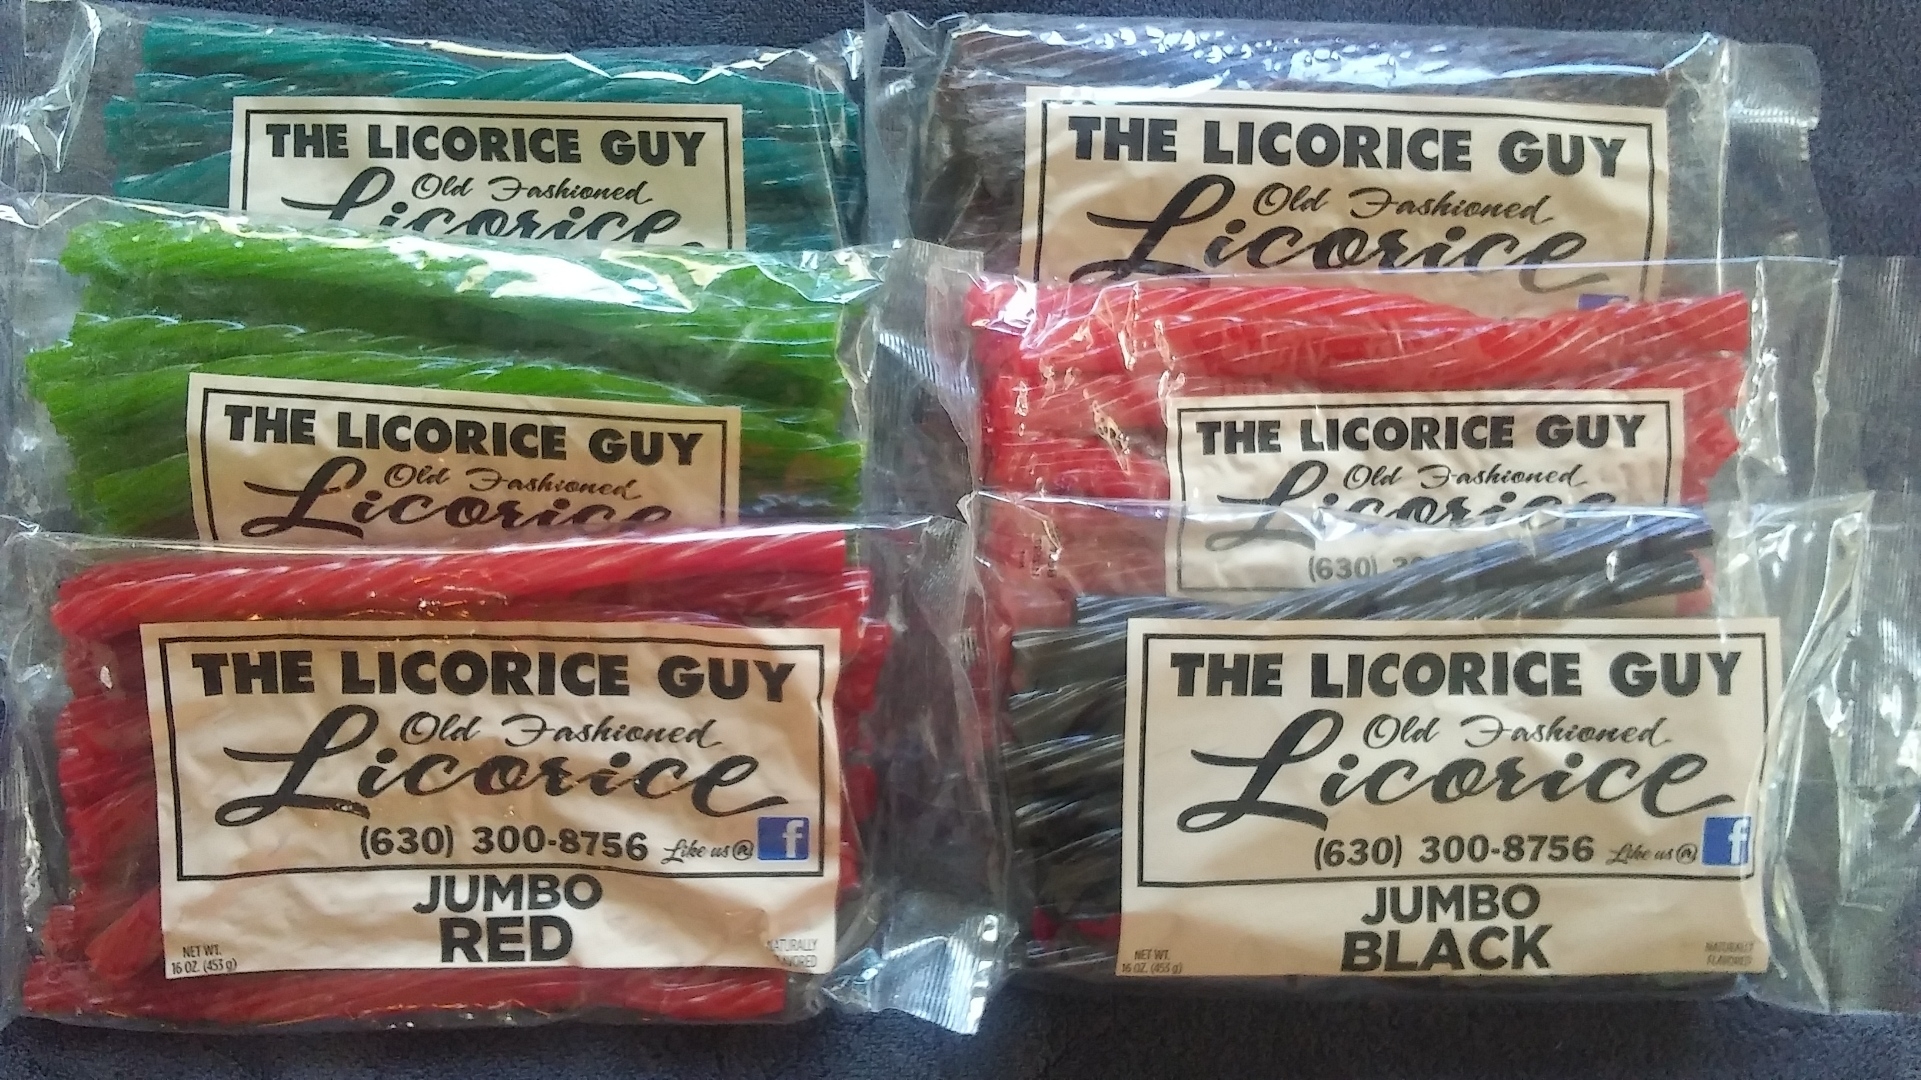 THE LICORICE GUY
Old Fashioned
Licorice
THE LICORICE GUY
Old Fashioned
Licorice
THE LICORICE GUY
Old Fashioned
Licorice
THE LICORICE GUY
Old Fashioned
Licorice
(630) 30
THE LICORICE GUY
Old Fashioned
Licorice
(630) 300-8756 Like us @ f
JUMBO
RED
NET WT.
16 OZ. (453 g)
NATURALLY
FLAVORED
THE LICORICE GUY
Old Fashioned
Licorice
(630) 300-8756 Like us @ f
JUMBO
BLACK
NET WT.
16 OZ. (453 g)
NATURALLY
FLAVORED